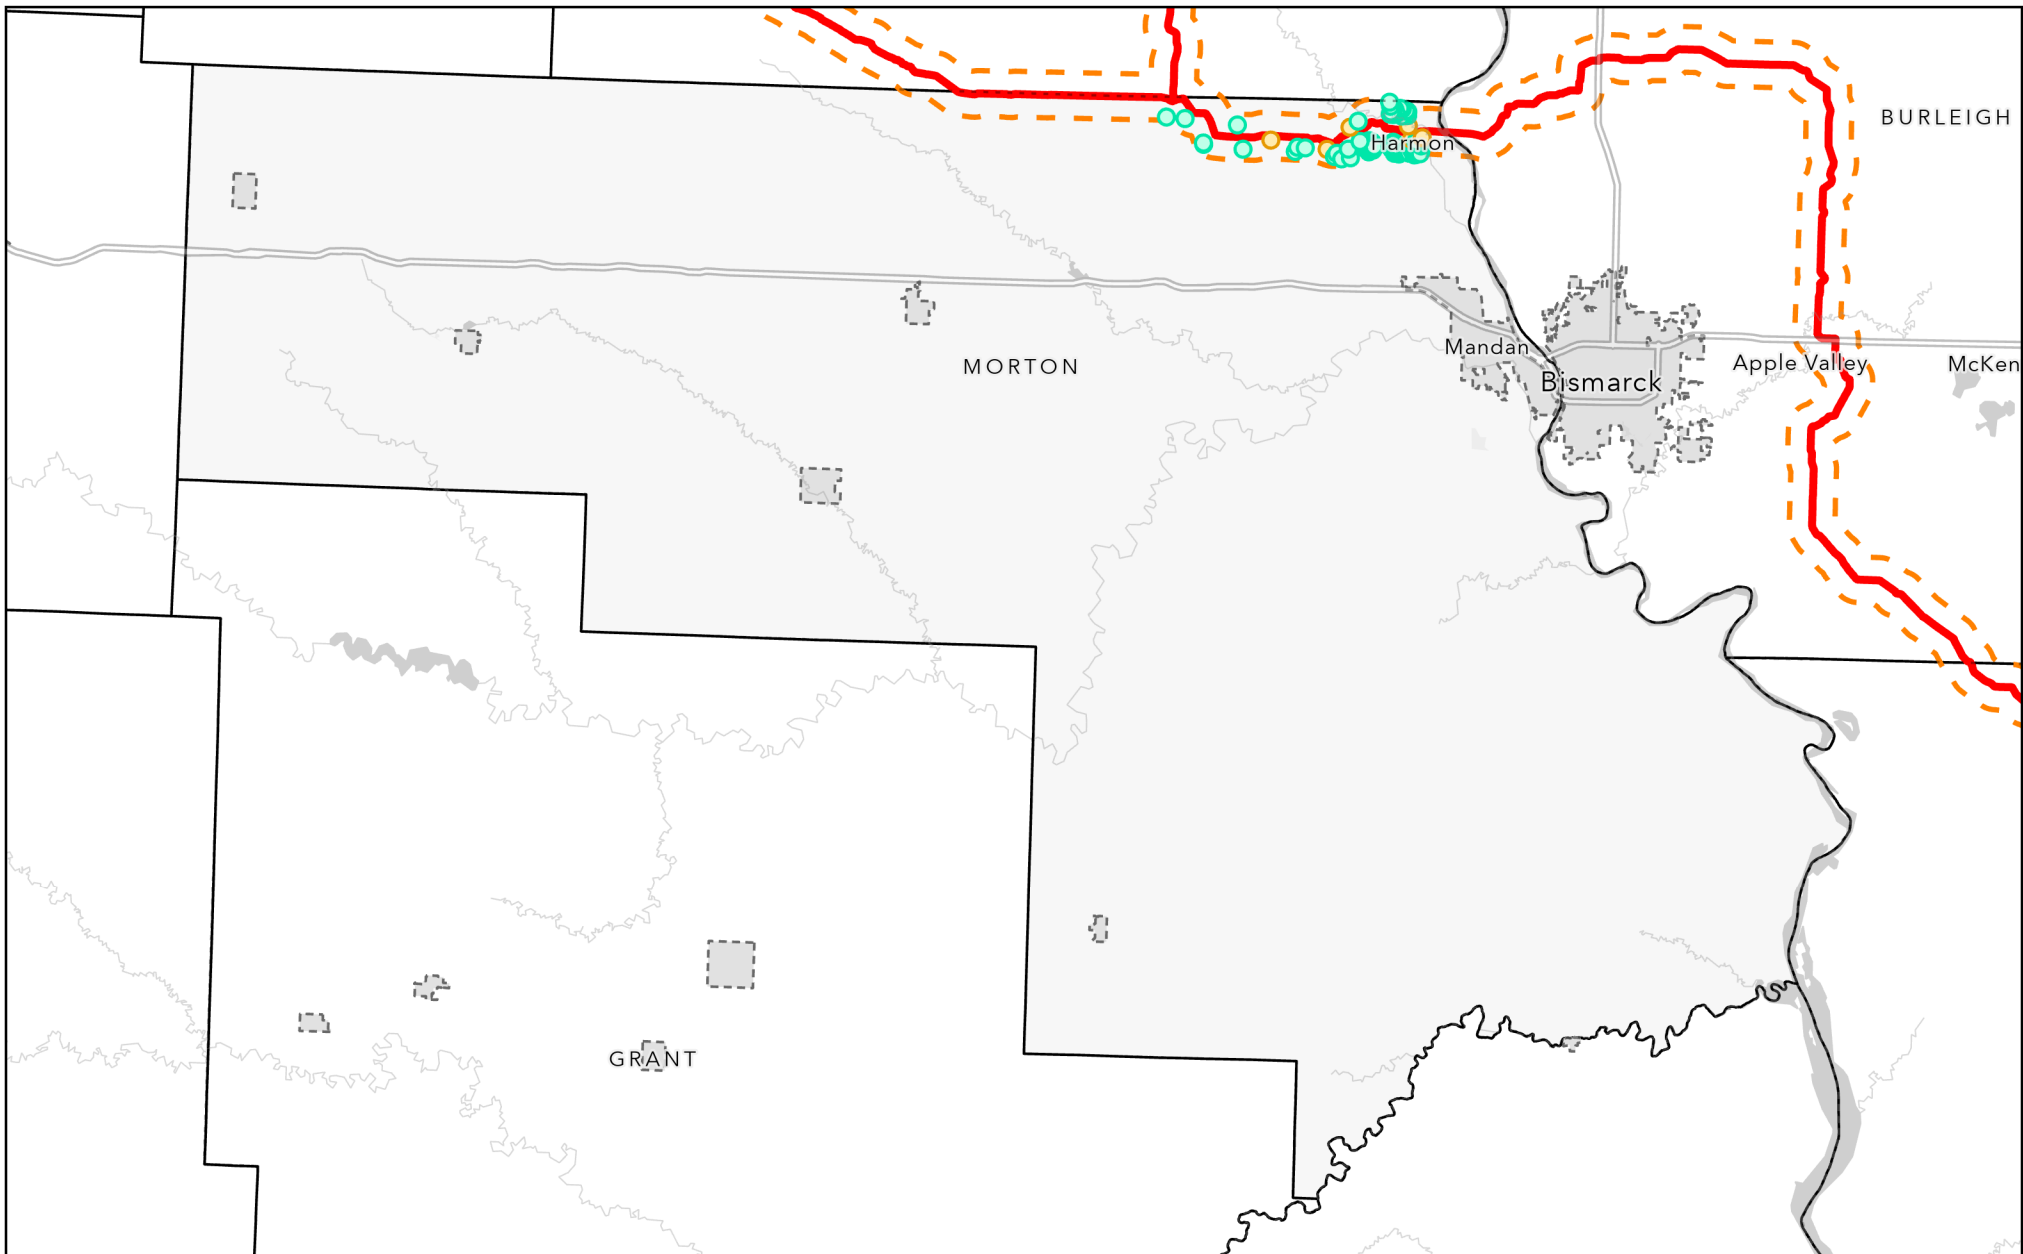 BURLEIGH
Harmon
Mandan
Apple Valley
McKen
MORTON
Bismarck
GRANT